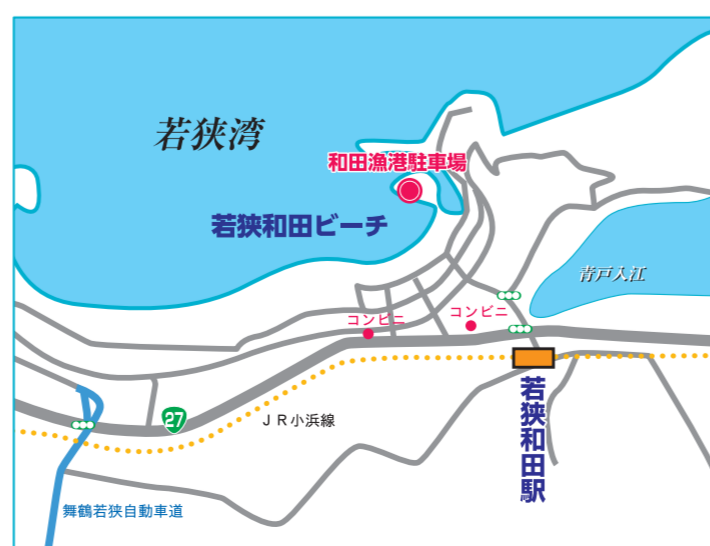 若狭湾
和田漁港駐車場
若狭和田ビーチ
青戸入江
コンビニ
コンビニ
若狭和田駅
27
JR小浜線
舞鶴若狭自動車道